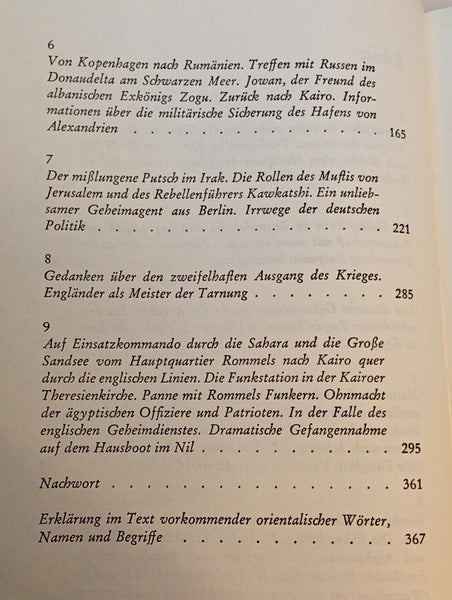 6
Von Kopenhagen nach Rumänien. Treffen mit Russen im
Donaudelta am Schwarzen Meer. Jowan, der Freund des
albanischen Exkönigs Zogu. Zurück nach Kairo. Infor-
mationen über die militärische Sicherung des Hafens von
Alexandrien . . . . . . . . . . . . . 165
7
Der mißlungene Putsch im Irak. Die Rollen des Muftis von
Jerusalem und des Rebellenführers Kawkatshi. Ein unlieb-
samer Geheimagent aus Berlin. Irrwege der deutschen
Politik . . . . . . . . . . . . . . . 221
8
Gedanken über den zweifelhaften Ausgang des Krieges.
Engländer als Meister der Tarnung . . . . . . . 285
9
Auf Einsatzkommando durch die Sahara und die Große
Sandsee vom Hauptquartier Rommels nach Kairo quer
durch die englischen Linien. Die Funkstation in der Kairoer
Theresienkirche. Panne mit Rommels Funkern. Ohnmacht
der ägyptischen Offiziere und Patrioten. In der Falle des
englischen Geheimdienstes. Dramatische Gefangennahme
auf dem Hausboot im Nil . . . . . . . . . . 295
Nachwort . . . . . . . . . . . . . . 361
Erklärung im Text vorkommender orientalischer Wörter,
Namen und Begriffe . . . . . . . . . . . 367